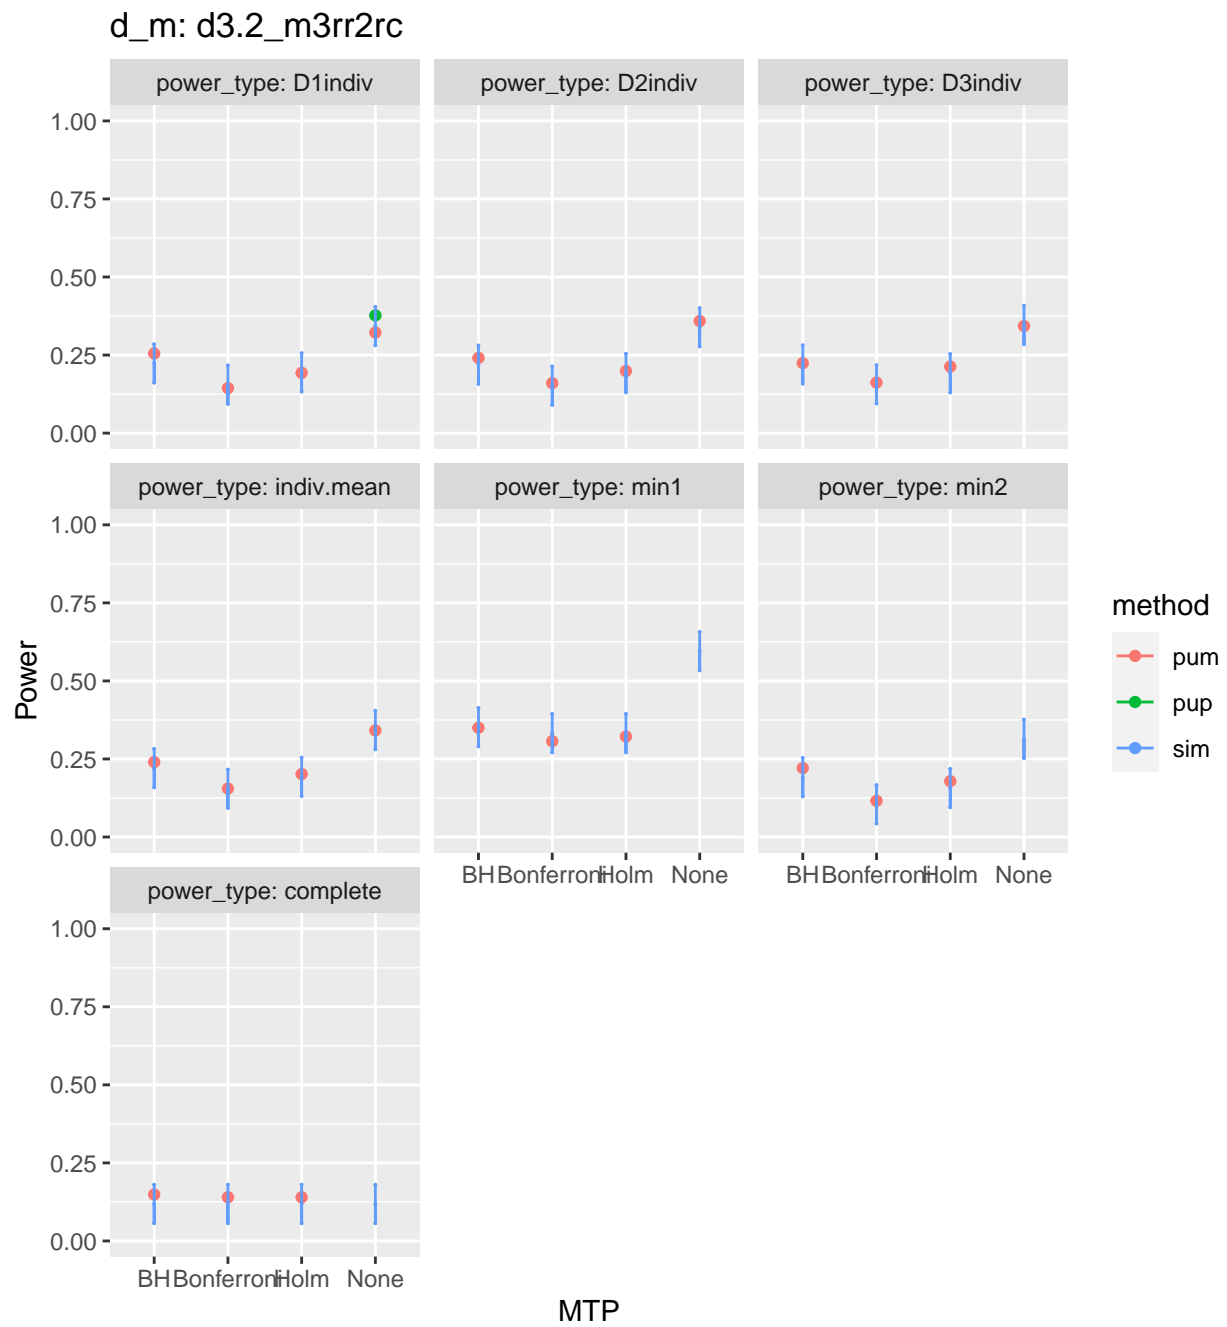 d_m: d3.2_m3rr2rc
power_type: D1indiv
power_type: D2indiv
power_type: D3indiv
1.00
0.75
0.50
0.25
0.00
power_type: indiv.mean
power_type: min1
power_type: min2
1.00
0.75
0.50
0.25
0.00
BH Bonferroni Holm None
BH Bonferroni Holm None
power_type: complete
1.00
0.75
0.50
0.25
0.00
BH Bonferroni Holm None
Power
MTP
method
pum
pup
sim